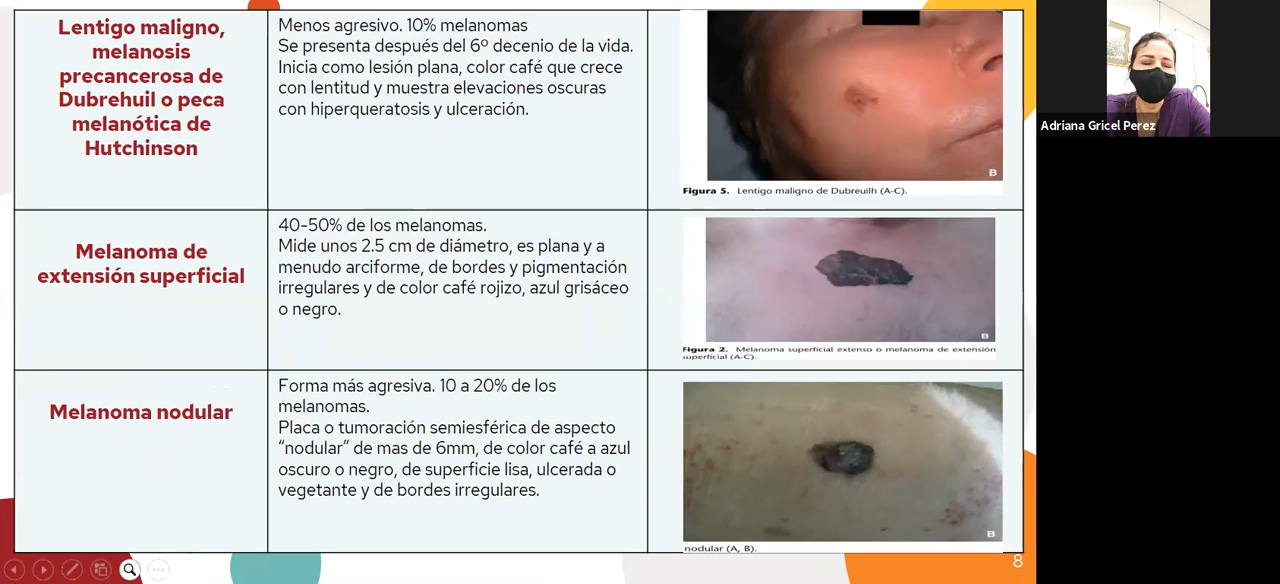 Lentigo maligno,
melanosis
precancerosa de
Dubrehuil o peca
melanótica de
Hutchinson
Menos agresivo. 10% melanomas
Se presenta después del 6º decenio de la vida.
Inicia como lesión plana, color café que crece
con lentitud y muestra elevaciones oscuras
con hiperqueratosis y ulceración.
B
Figura 5. Lentigo maligno de Dubreuilh (A-C).
Melanoma de
extensión superficial
40-50% de los melanomas.
Mide unos 2.5 cm de diámetro, es plana y a
menudo arciforme, de bordes y pigmentación
irregulares y de color café rojizo, azul grisáceo
o negro.
B
Figura 2. Melanoma superficial extenso o melanoma de extensión
superficial (A-C).
Melanoma nodular
Forma más agresiva. 10 a 20% de los
melanomas.
Placa o tumoración semiesférica de aspecto
“nodular” de mas de 6mm, de color café a azul
oscuro o negro, de superficie lisa, ulcerada o
vegetante y de bordes irregulares.
B
nodular (A, B).
8
Adriana Gricel Perez